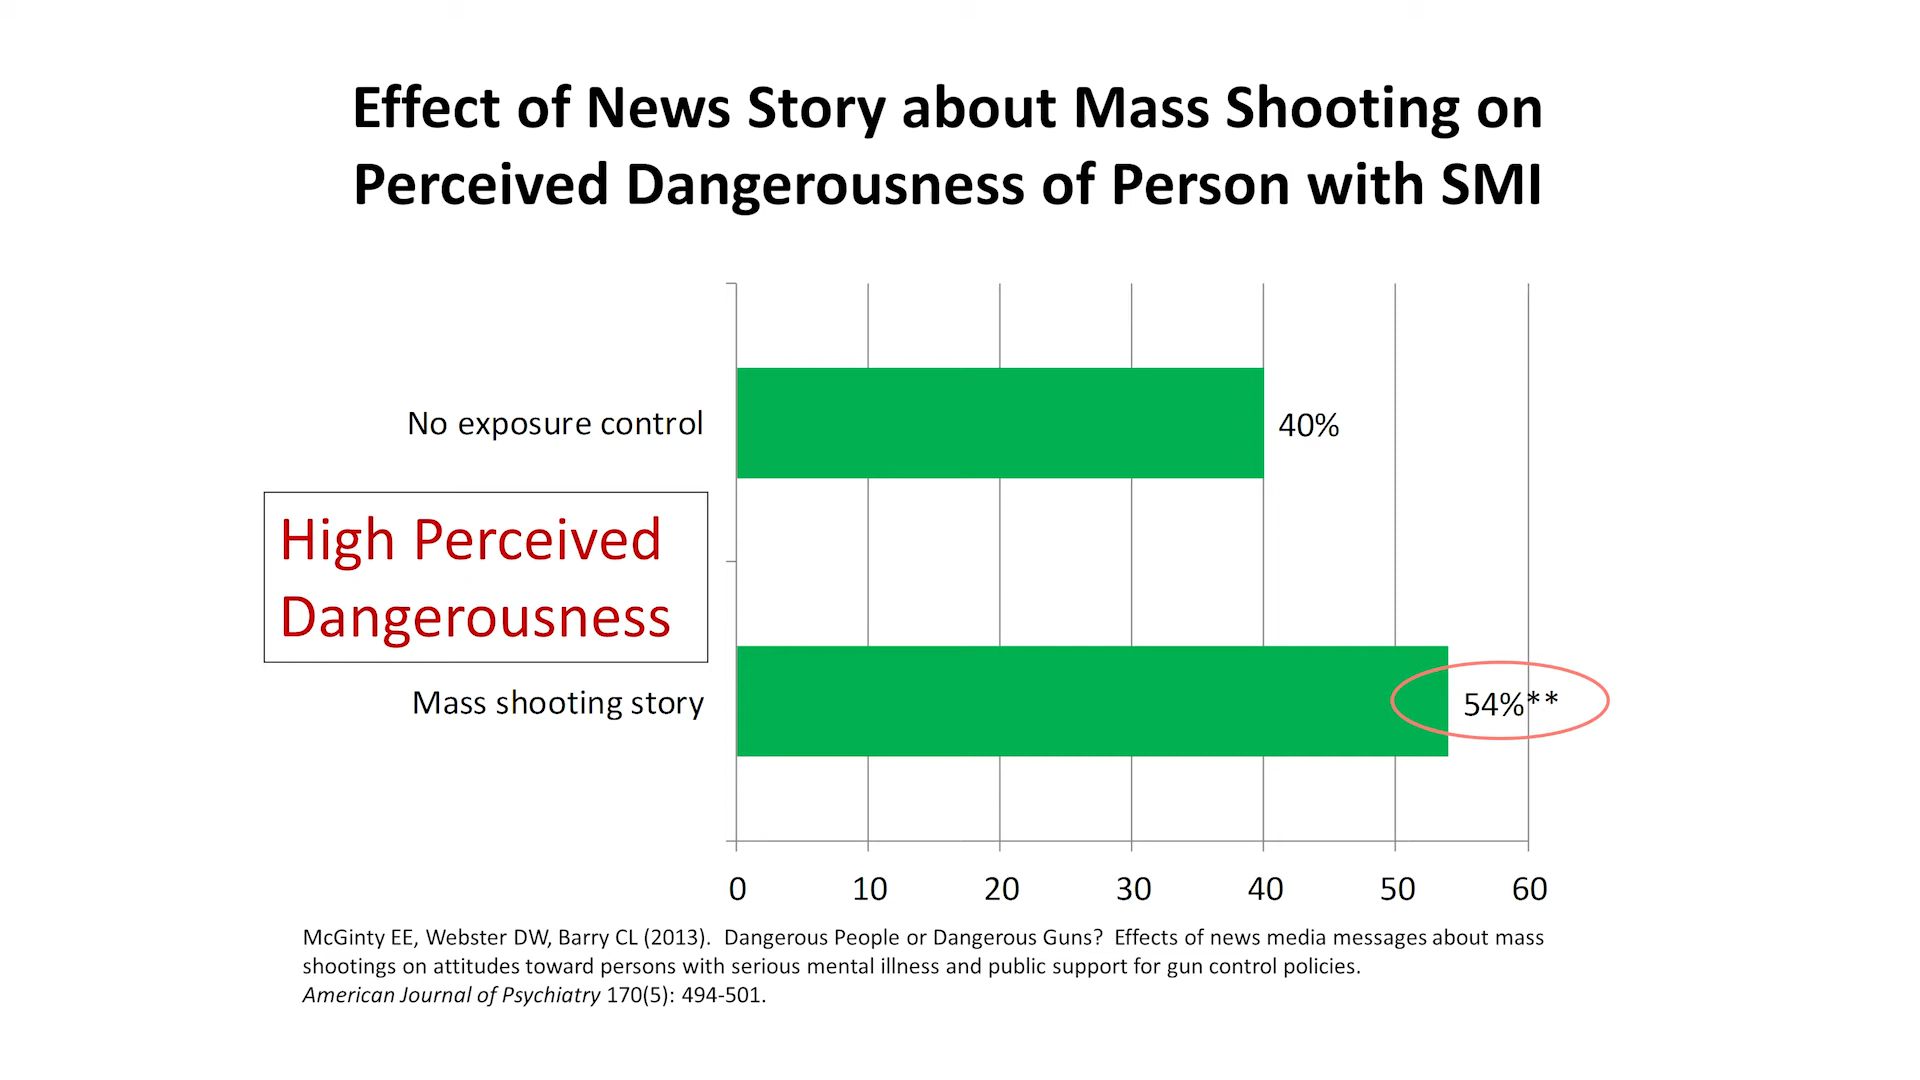 Effect of News Story about Mass Shooting on
Perceived Dangerousness of Person with SMI
No exposure control
40%
High Perceived
Dangerousness
Mass shooting story
54%**
0 10 20 30 40 50 60
McGinty EE, Webster DW, Barry CL (2013).  Dangerous People or Dangerous Guns?  Effects of news media messages about mass
shootings on attitudes toward persons with serious mental illness and public support for gun control policies.
American Journal of Psychiatry 170(5): 494-501.